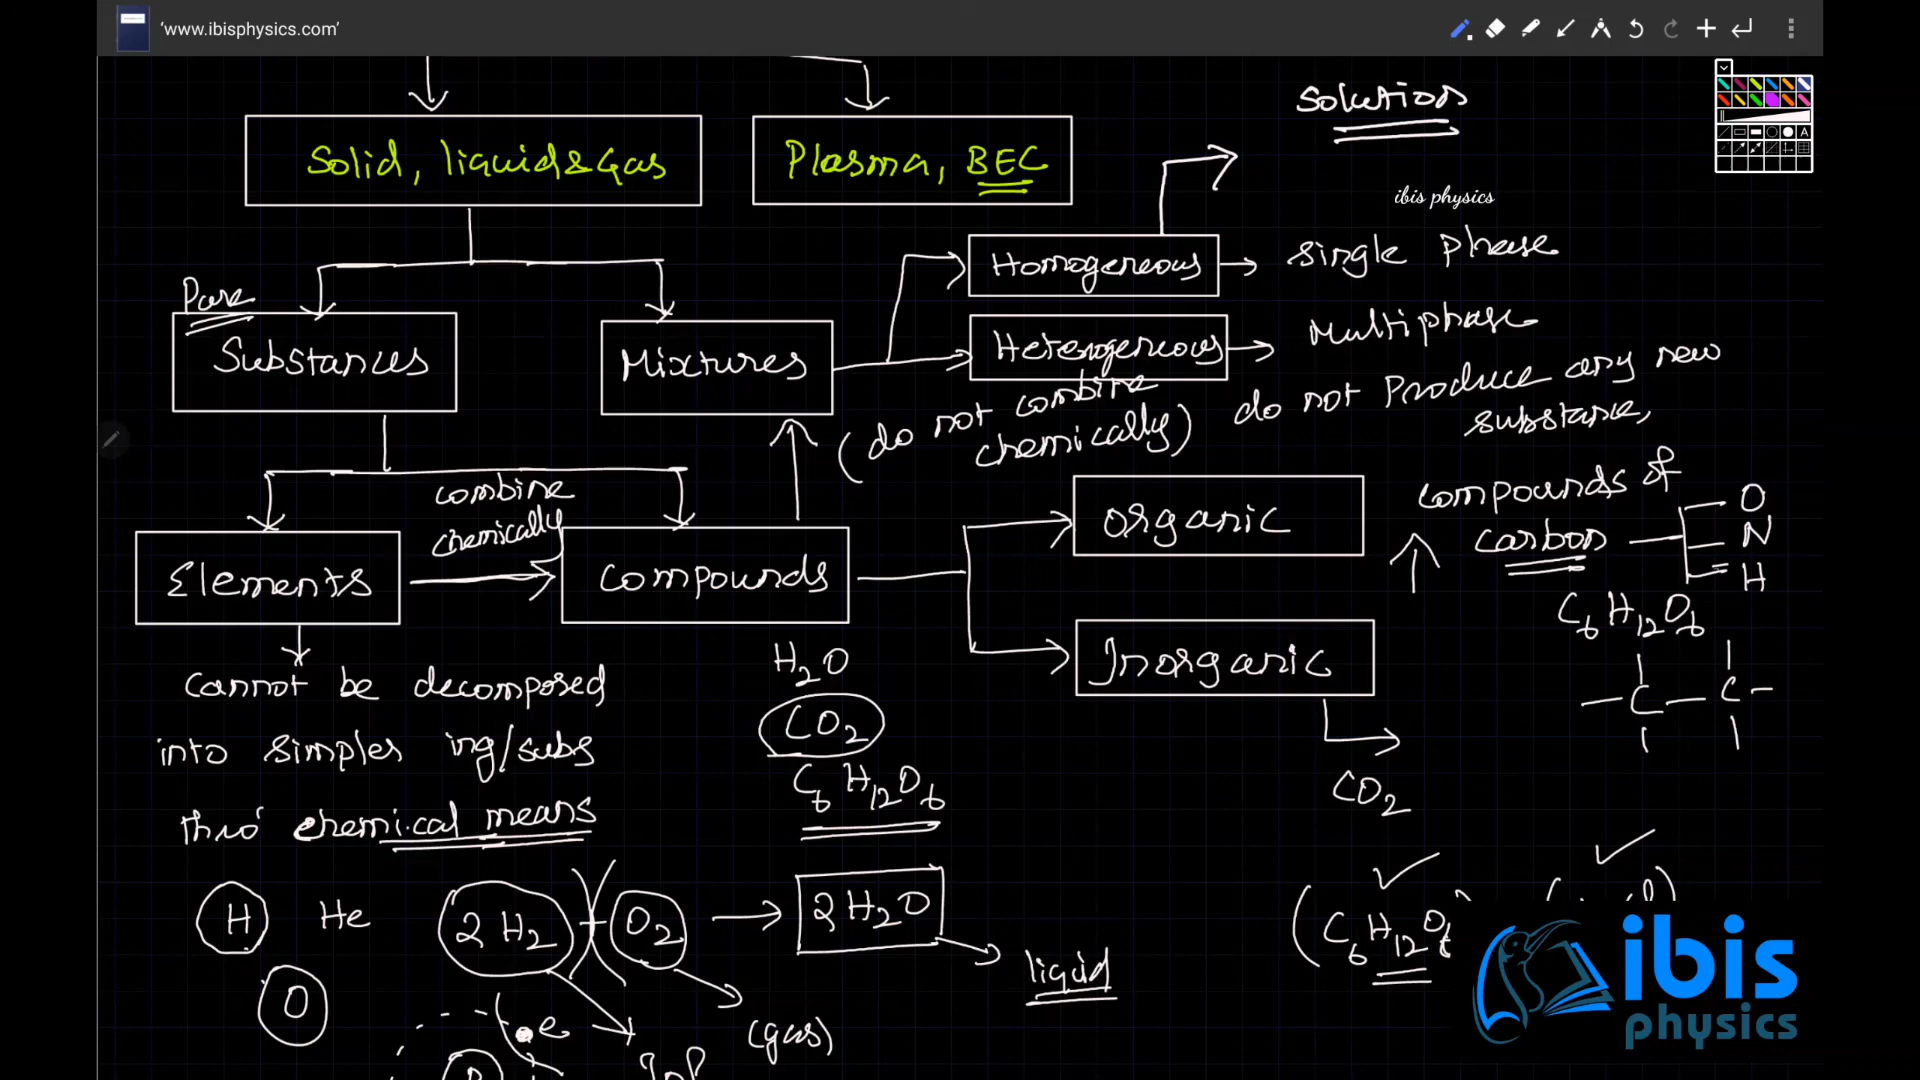 'www.ibisphysics.com'
Solution
Solid, liquid & Gas
Plasma, BEC
ibis physics
Homogeneous
single phase
Pure
Substances
Mixtures
Heterogeneous
Multiphase
(do not combine
chemically)
do not produce any new
substance,
combine
chemically
Elements
Compounds
organic
compounds of
carbon
O
N
H
C6H12O6
C C
Inorganic
CO2
H2O
CO2
C6H12O6
cannot be decomposed
into simples ing/subs
thro' chemical means
H He
O
2H2 + O2
2H2O
liquid
(gas)
e
(C6H12O6
ibis
physics